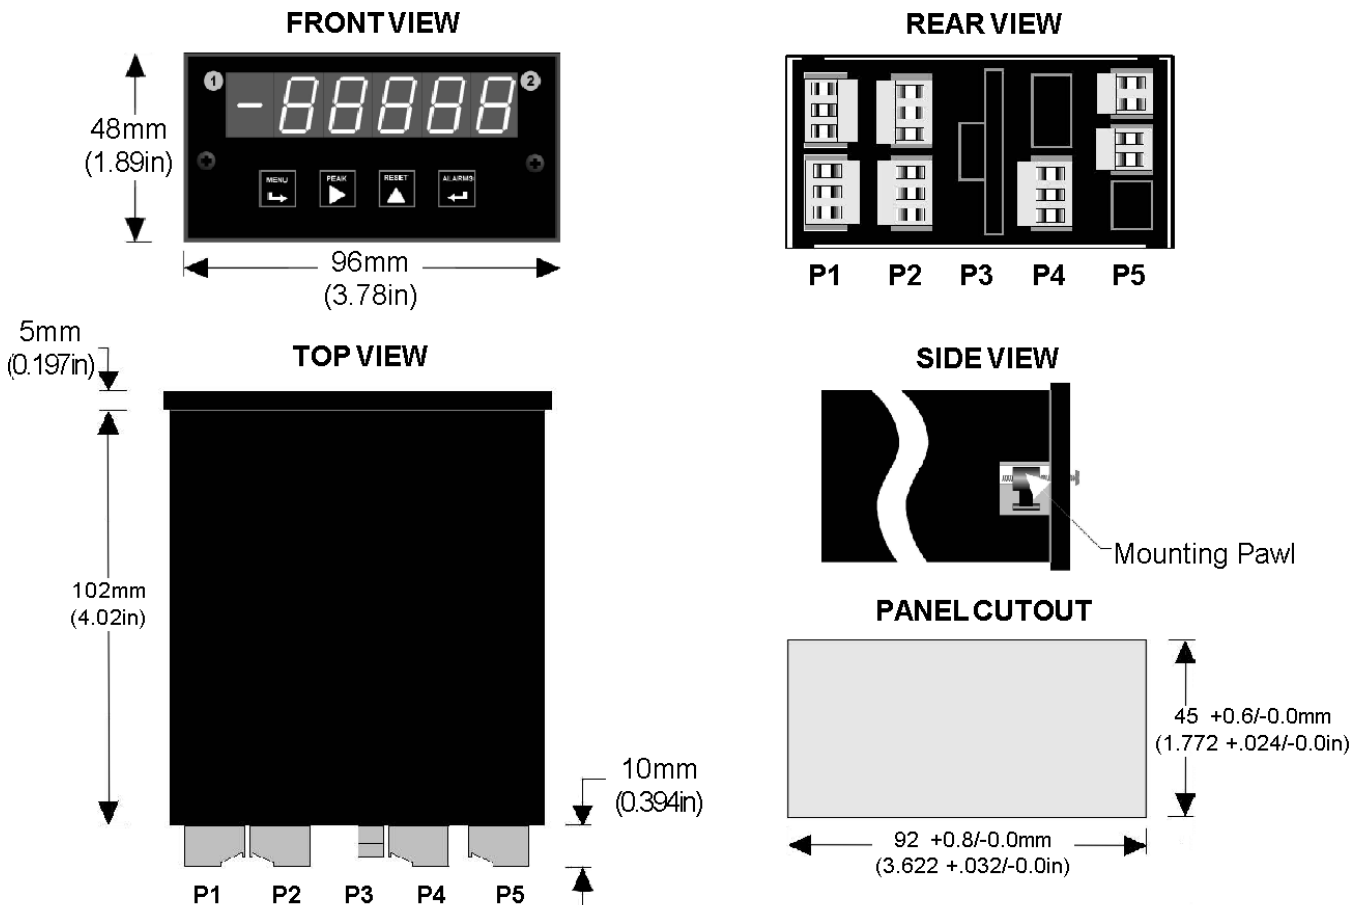 FRONT VIEW
1
2
-88888
MENU
PEAK
RESET
ALARMS
48mm
(1.89in)
96mm
(3.78in)
REAR VIEW
P1 P2 P3 P4 P5
TOP VIEW
5mm
(0.197in)
102mm
(4.02in)
10mm
(0.394in)
P1 P2 P3 P4 P5
SIDE VIEW
Mounting Pawl
PANEL CUTOUT
45 +0.6/-0.0mm
(1.772 +.024/-0.0in)
92 +0.8/-0.0mm
(3.622 +.032/-0.0in)